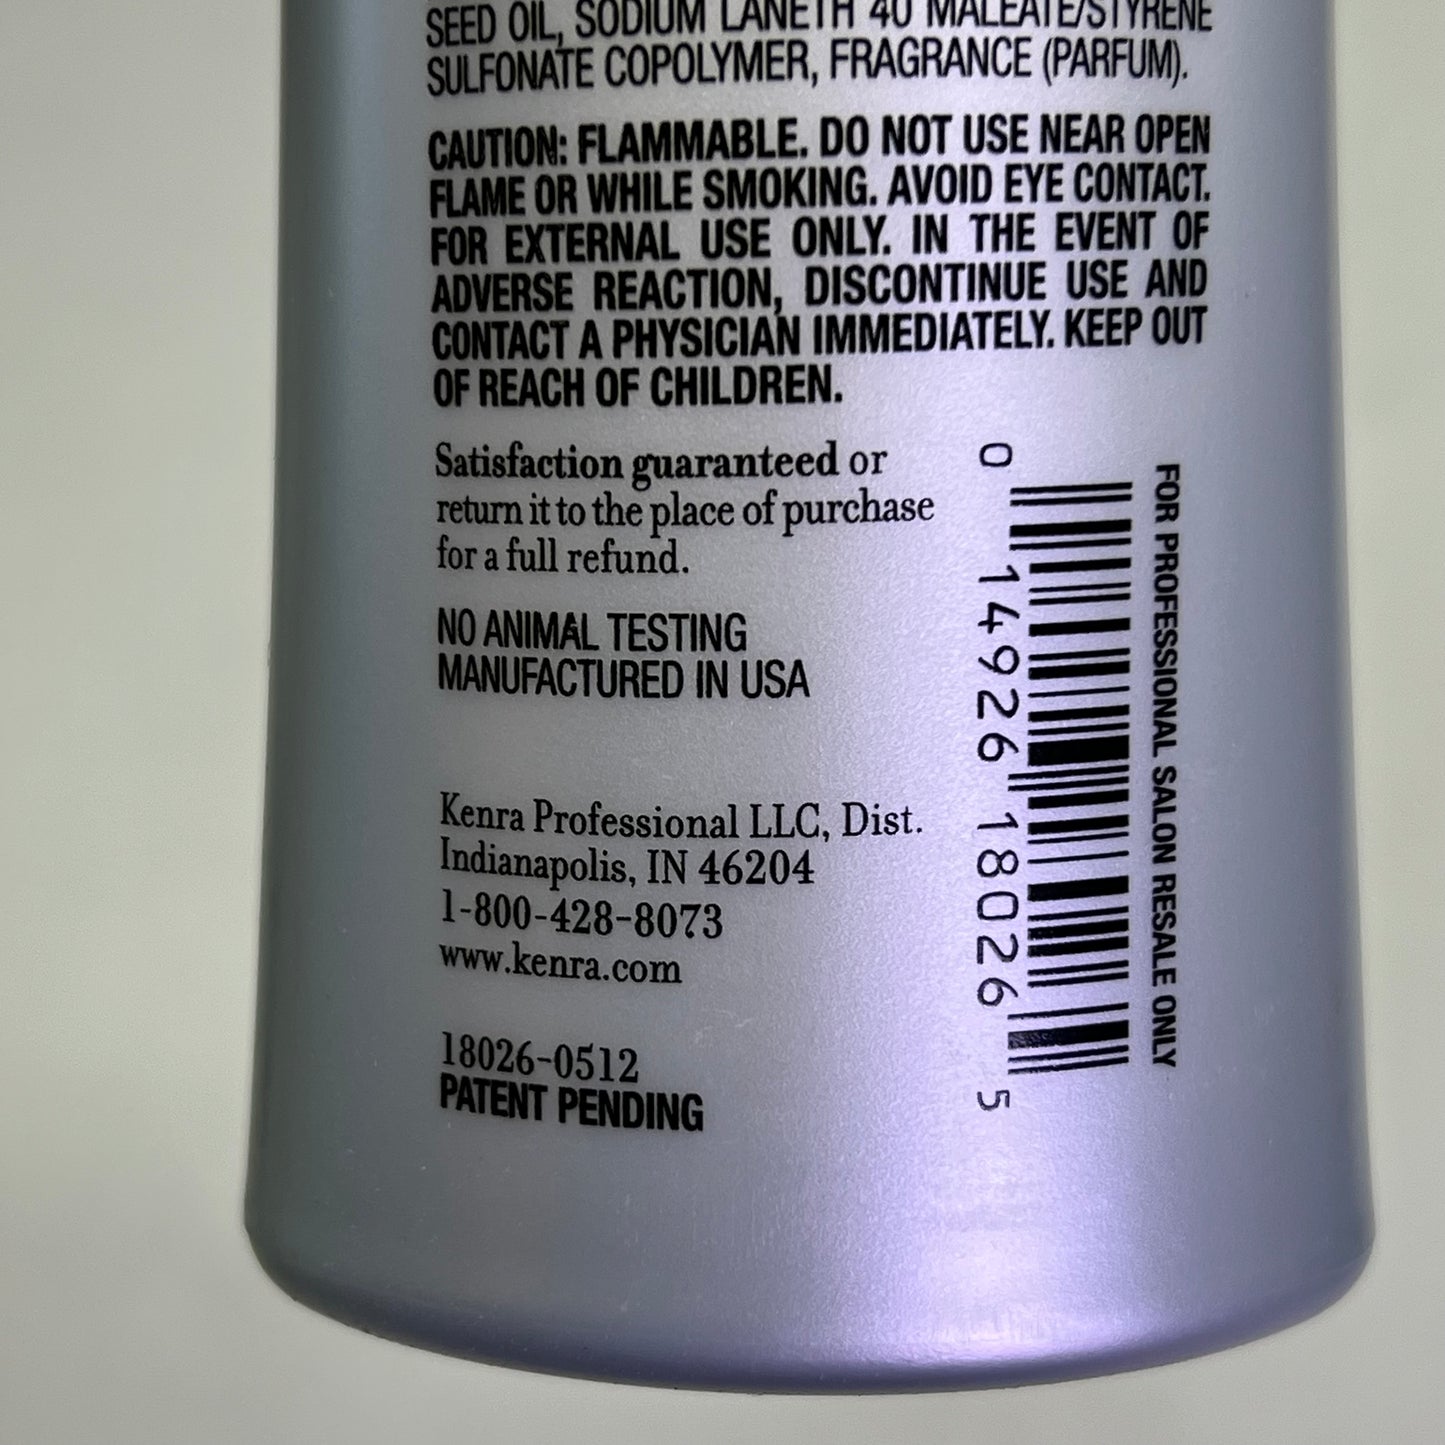 SEED OIL, SODIUM LANETH 40 MALEATE/STYRENE
SULFONATE COPOLYMER, FRAGRANCE (PARFUM).
CAUTION: FLAMMABLE. DO NOT USE NEAR OPEN
FLAME OR WHILE SMOKING. AVOID EYE CONTACT.
FOR EXTERNAL USE ONLY. IN THE EVENT OF
ADVERSE REACTION, DISCONTINUE USE AND
CONTACT A PHYSICIAN IMMEDIATELY. KEEP OUT
OF REACH OF CHILDREN.
Satisfaction guaranteed or
return it to the place of purchase
for a full refund.
NO ANIMAL TESTING
MANUFACTURED IN USA
Kenra Professional LLC, Dist.
Indianapolis, IN 46204
1-800-428-8073
www.kenra.com
18026-0512
PATENT PENDING
0 14926 18026 5
FOR PROFESSIONAL SALON RESALE ONLY